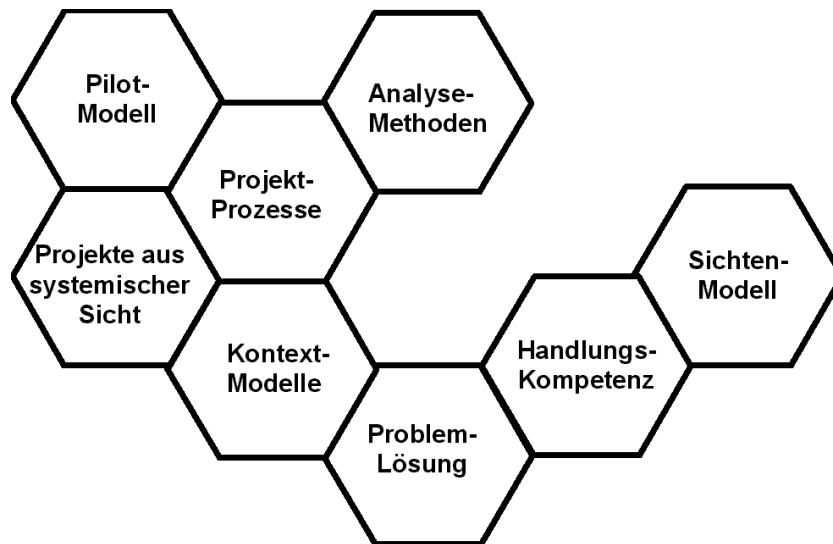 Pilot-
Modell
Analyse-
Methoden
Projekt-
Prozesse
Projekte aus
systemischer
Sicht
Sichten-
Modell
Kontext-
Modelle
Handlungs-
Kompetenz
Problem-
Lösung